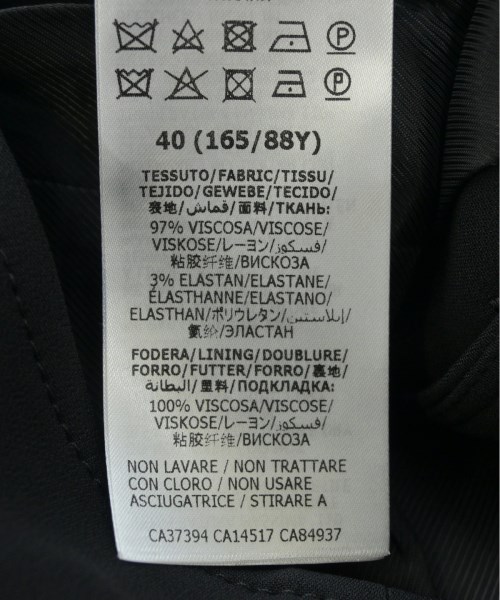 40 (165/88Y)
TESSUTO/FABRIC/TISSU/
TEJIDO/GEWEBE/TECIDO/
表地/قماش/面料/ТКАНЬ:
97% VISCOSA/VISCOSE/
VISKOSE/レーヨン/فسكوز/
粘胶纤维/ВИСКОЗА
3% ELASTAN/ELASTANE/
ÉLASTHANNE/ELASTANO/
ELASTHAN/ポリウレタン/إيلاستين/
氨纶/ЭЛАСТАН
FODERA/LINING/DOUBLURE/
FORRO/FUTTER/FORRO/裏地/
البطانة/里料/ПОДКЛАДКА:
100% VISCOSA/VISCOSE/
VISKOSE/レーヨン/فسكوز/
粘胶纤维/ВИСКОЗА
NON LAVARE / NON TRATTARE
CON CLORO / NON USARE
ASCIUGATRICE / STIRARE A
CA37394 CA14517 CA84937